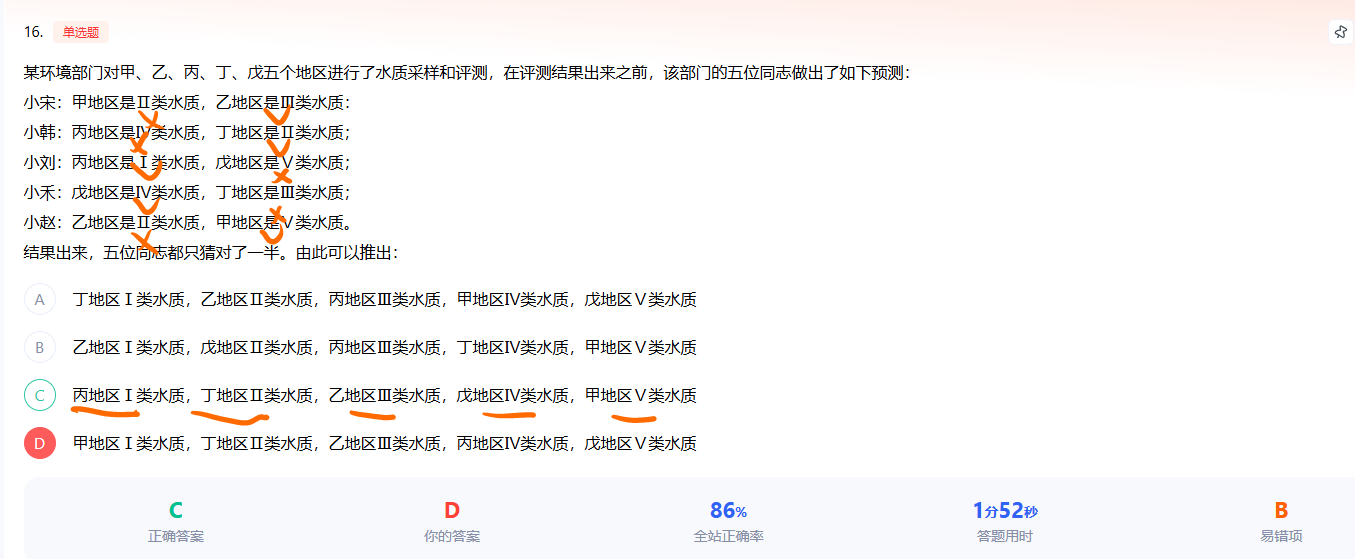 16. 单选题
某环境部门对甲、乙、丙、丁、戊五个地区进行了水质采样和评测，在评测结果出来之前，该部门的五位同志做出了如下预测：
小宋：甲地区是Ⅱ类水质，乙地区是Ⅲ类水质：
小韩：丙地区是Ⅳ类水质，丁地区是Ⅱ类水质；
小刘：丙地区是Ⅰ类水质，戊地区是Ⅴ类水质；
小禾：戊地区是Ⅳ类水质，丁地区是Ⅲ类水质；
小赵：乙地区是Ⅱ类水质，甲地区是Ⅴ类水质。
结果出来，五位同志都只猜对了一半。由此可以推出：
A 丁地区Ⅰ类水质，乙地区Ⅱ类水质，丙地区Ⅲ类水质，甲地区Ⅳ类水质，戊地区Ⅴ类水质
B 乙地区Ⅰ类水质，戊地区Ⅱ类水质，丙地区Ⅲ类水质，丁地区Ⅳ类水质，甲地区Ⅴ类水质
C 丙地区Ⅰ类水质，丁地区Ⅱ类水质，乙地区Ⅲ类水质，戊地区Ⅳ类水质，甲地区Ⅴ类水质
D 甲地区Ⅰ类水质，丁地区Ⅱ类水质，乙地区Ⅲ类水质，丙地区Ⅳ类水质，戊地区Ⅴ类水质
C D 86% 1分52秒 B
正确答案 你的答案 全站正确率 答题用时 易错项